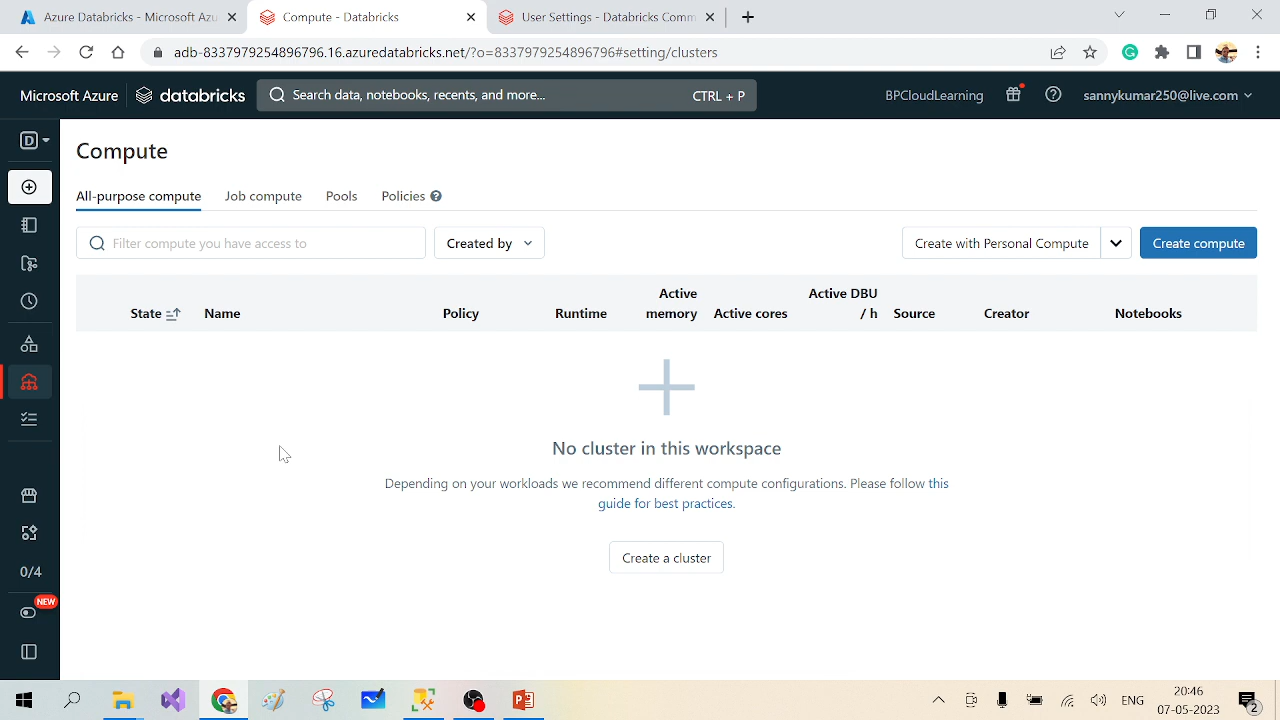 Azure Databricks - Microsoft Azu
Compute - Databricks
User Settings - Databricks Comm
adb-8337979254896796.16.azuredatabricks.net/?o=8337979254896796#setting/clusters
Microsoft Azure
databricks
Search data, notebooks, recents, and more...
CTRL + P
BPCloudLearning
sannykumar250@live.com
D
Compute
All-purpose compute
Job compute
Pools
Policies
Filter compute you have access to
Created by
Create with Personal Compute
Create compute
State
Name
Policy
Runtime
Active
memory
Active cores
Active DBU
/ h
Source
Creator
Notebooks
No cluster in this workspace
Depending on your workloads we recommend different compute configurations. Please follow this
guide for best practices.
Create a cluster
0/4
NEW
ENG
20:46
07-05-2023
2